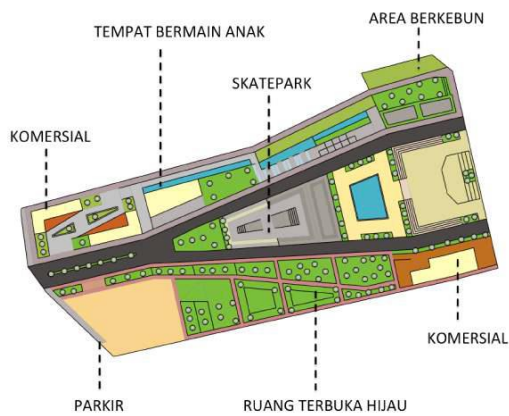 AREA BERKEBUN
TEMPAT BERMAIN ANAK
SKATEPARK
KOMERSIAL
KOMERSIAL
PARKIR
RUANG TERBUKA HIJAU